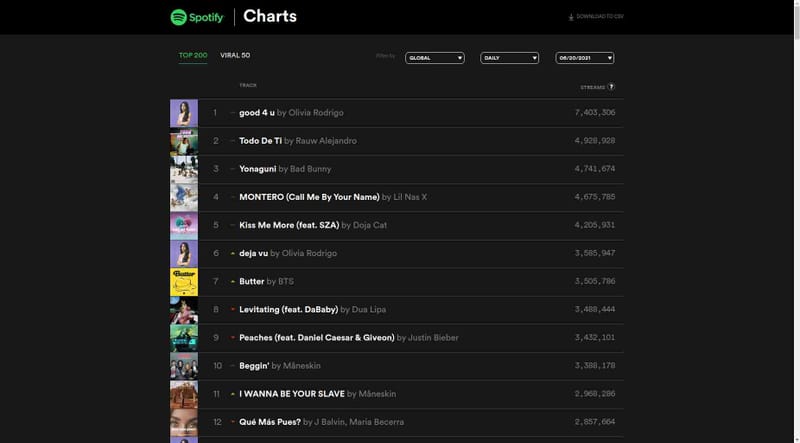 Spotify Charts DOWNLOAD TO CSV
TOP 200 VIRAL 50 Filter by GLOBAL DAILY 06/20/2021
TRACK STREAMS ?
1 good 4 u by Olivia Rodrigo 7,403,306
2 Todo De Ti by Rauw Alejandro 4,928,928
3 Yonaguni by Bad Bunny 4,741,674
4 MONTERO (Call Me By Your Name) by Lil Nas X 4,675,785
5 Kiss Me More (feat. SZA) by Doja Cat 4,205,931
6 deja vu by Olivia Rodrigo 3,585,947
Butter
7 Butter by BTS 3,505,786
8 Levitating (feat. DaBaby) by Dua Lipa 3,488,444
9 Peaches (feat. Daniel Caesar & Giveon) by Justin Bieber 3,432,101
10 Beggin' by Måneskin 3,388,178
11 I WANNA BE YOUR SLAVE by Måneskin 2,968,286
12 Qué Más Pues? by J Balvin, Maria Becerra 2,857,664